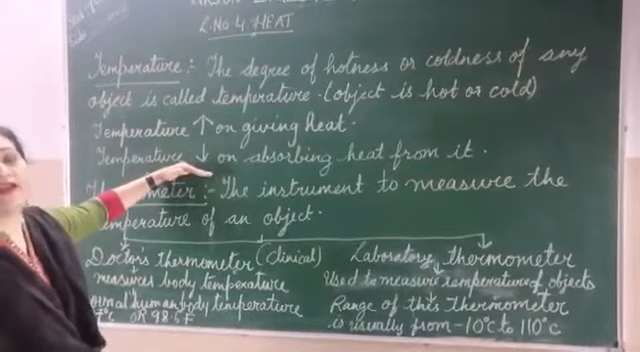 L.No 4. HEAT
Temperature :- The degree of hotness or coldness of any
object is called temperature. (object is hot or cold)
Temperature ↑ on giving heat.
Temperature ↓ on absorbing heat from it.
:- The instrument to measure the
temperature of an object.
Doctor's thermometer (Clinical)
measures body temperature
human body temperature
OR 98.6 F
Laboratory thermometer
Used to measure temperature of objects
Range of this thermometer
is usually from -10°c to 110°c